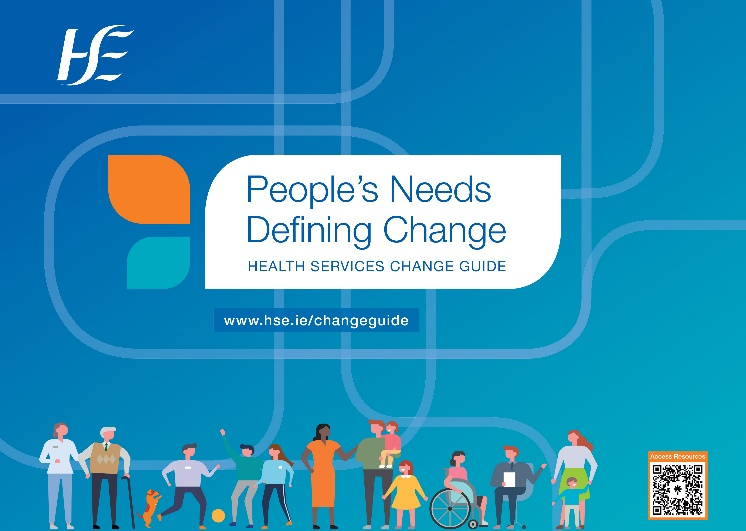 HSE
People's Needs
Defining Change
HEALTH SERVICES CHANGE GUIDE
www.hse.ie/changeguide
Access Resources